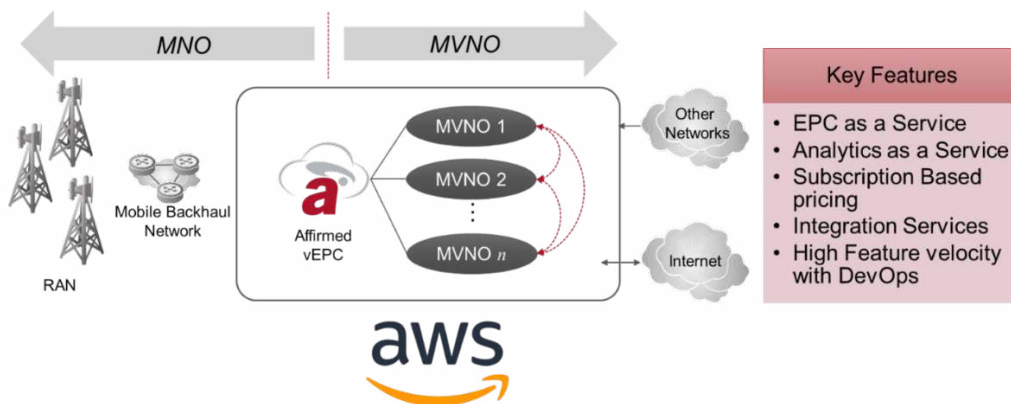 MNO
MVNO
RAN
Mobile Backhaul
Network
a
Affirmed
vEPC
MVNO 1
MVNO 2
MVNO n
Other
Networks
Internet
aws
Key Features
• EPC as a Service
• Analytics as a Service
• Subscription Based
pricing
• Integration Services
• High Feature velocity
with DevOps